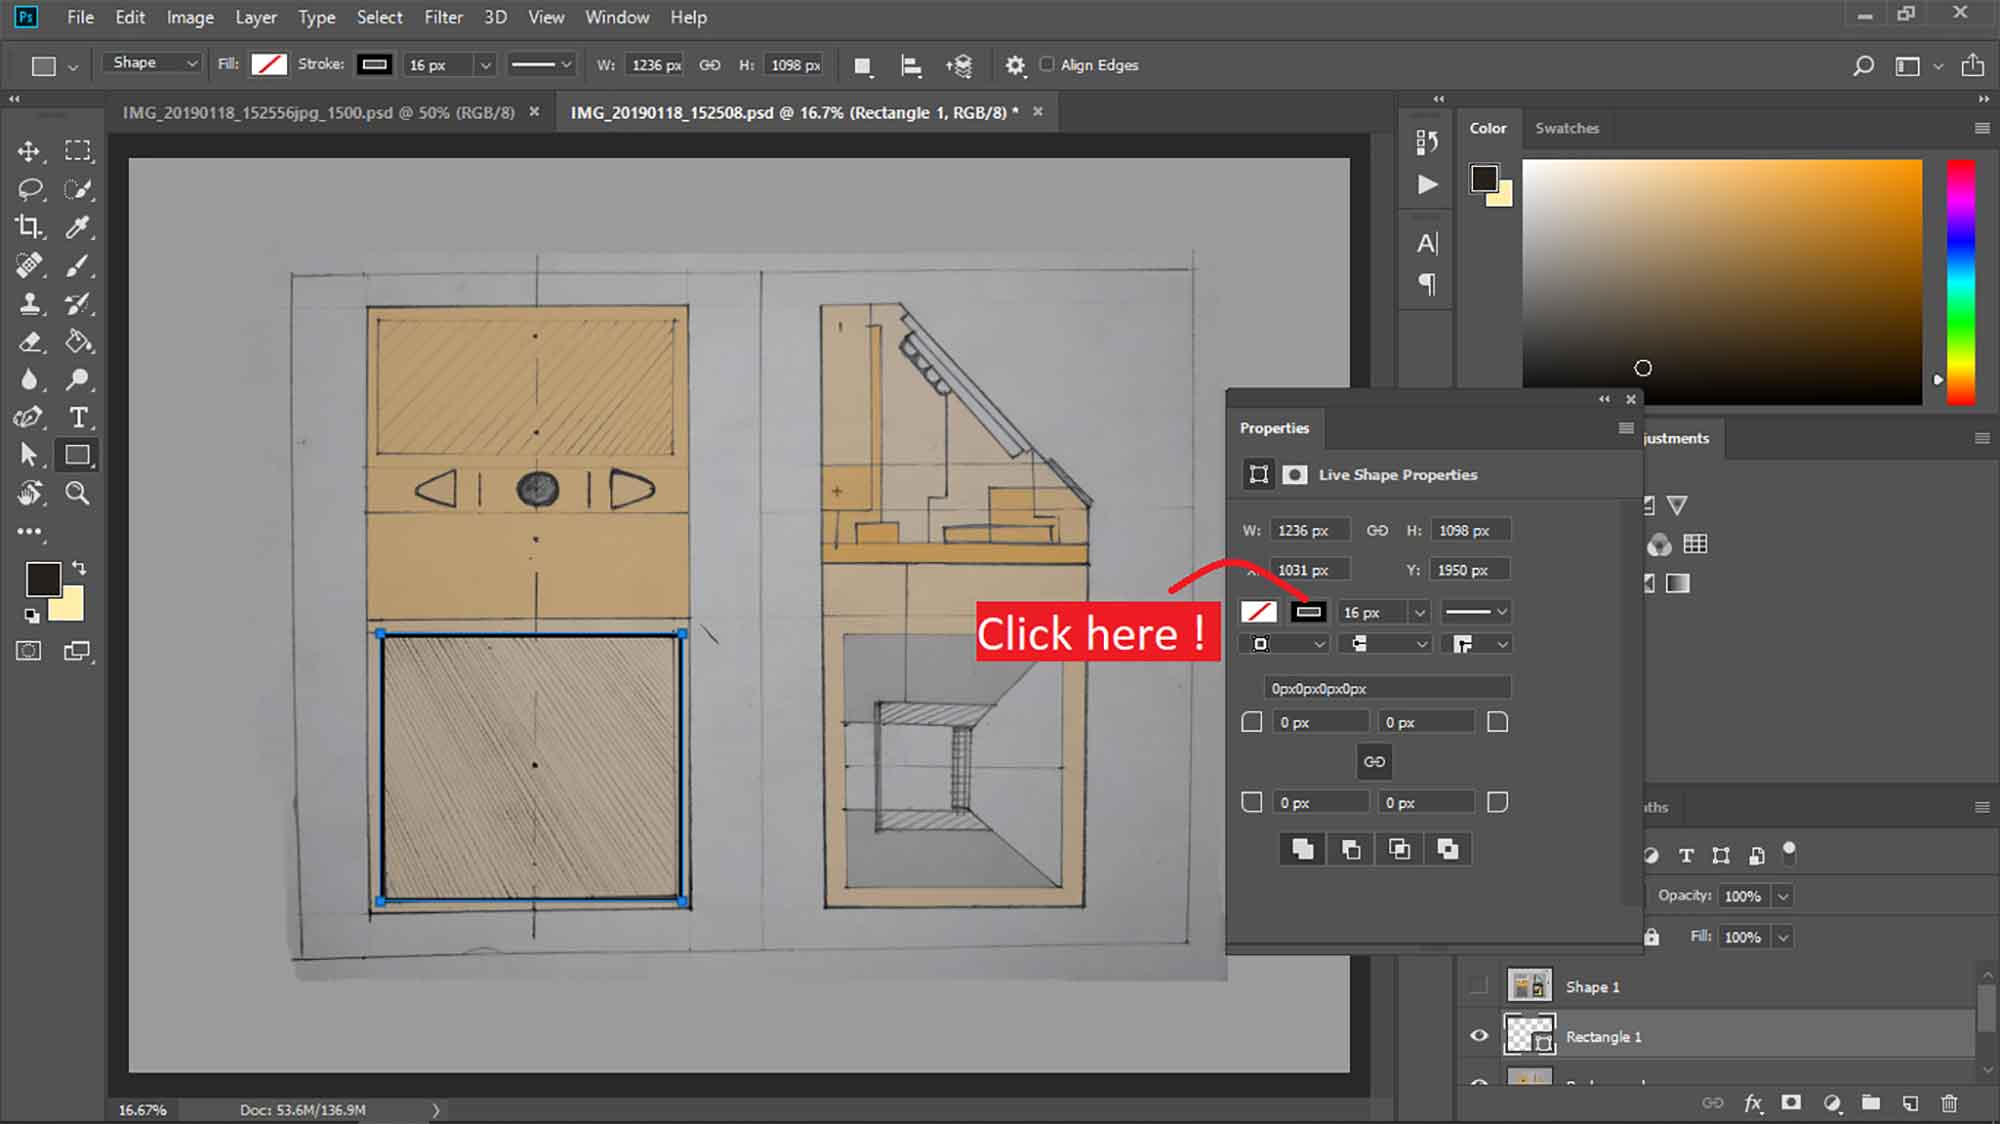 Ps File Edit Image Layer Type Select Filter 3D View Window Help
Shape Fill: Stroke: 16 px W: 1236 px H: 1098 px Align Edges
IMG_20190118_152556jpg_1500.psd @ 50% (RGB/8) × IMG_20190118_152508.psd @ 16.7% (Rectangle 1, RGB/8) * ×
Color Swatches
Properties
justments
Live Shape Properties
W: 1236 px H: 1098 px
X: 1031 px Y: 1950 px
16 px
Click here !
0px0px0px0px
0 px 0 px
0 px 0 px
aths
Opacity: 100%
Fill: 100%
Shape 1
Rectangle 1
16.67% Doc: 53.6M/136.9M